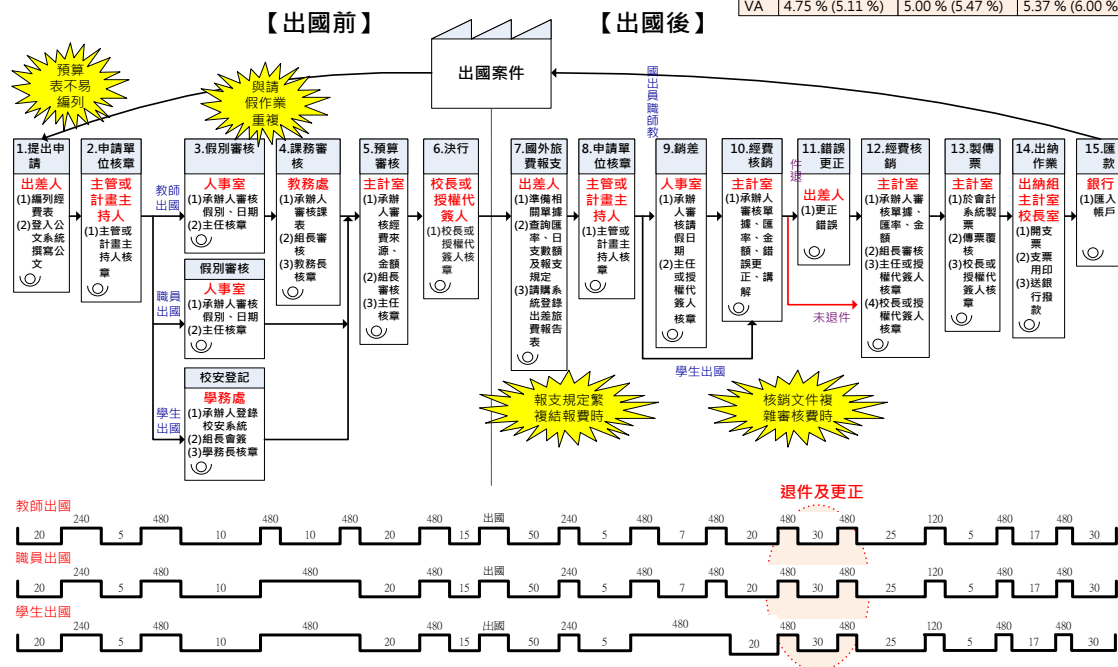 【出國前】
【出國後】
VA 4.75 % (5.11 %) 5.00 % (5.47 %) 5.37 % (6.00 %
出國案件
預算
表不易
編列
與請
假作業
重複
國出員職師教
1.提出申
請
出差人
(1)編列經
費表
(2)登入公
文系統
撰寫公
文
2.申請單
位核章
主管或
計畫主
持人
(1)主管或
計畫主
持人核
章
教師
出國
職員
出國
學生
出國
3.假別審核
人事室
(1)承辦人審核
假別、日期
(2)主任核章
假別審核
人事室
(1)承辦人審核
假別、日期
(2)主任核章
校安登記
學務處
(1)承辦人登錄
校安系統
(2)組長會簽
(3)學務長核章
4.課務審
核
教務處
(1)承辦人
審核課
表
(2)組長審
核
(3)教務長
核章
5.預算
審核
主計室
(1)承辦人
審核經
費來
源、
金額
(2)組長
審核
(3)主任
核章
6.決行
校長或
授權代
簽人
(1)校長或
授權代
簽人核
章
7.國外旅
費報支
出差人
(1)準備相
關單據
(2)查詢匯
率、日
支數額
及報支
規定
(3)請購系
統登錄
出差旅
費報告
表
8.申請單
位核章
主管或
計畫主
持人
(1)主管或
計畫主
持人核
章
9.銷差
人事室
(1)承辦人
審核請
假日
期
(2)主任
或授
權代
簽人
核章
10.經費
核銷
主計室
(1)承辦人
審核單
據、匯
率、金
額、錯
誤更
正、講
解
件退
未退件
學生出國
11.錯誤
更正
出差人
(1)更正
錯誤
12.經費核
銷
主計室
(1)承辦人審
核單據、
匯率、金
額
(2)組長審核
(3)主任或授
權代簽人
核章
(4)校長或授
權代簽人
核章
13.製傳
票
主計室
(1)於會計
系統製
票
(2)傳票覆
核
(3)校長或
授權代
簽人核
章
14.出納
作業
出納組
主計室
校長室
(1)開支
票
(2)支票
用印
(3)送銀
行撥
款
15.匯
款
銀行
(1)匯入
帳戶
報支規定繁
複結報費時
核銷文件複
雜審核費時
退件及更正
教師出國
240 480 480 480 480 出國 240 480 480 480 480 120 480 480
20 5 10 10 20 15 50 5 7 20 30 25 5 17 30
職員出國
240 480 480 480 出國 240 480 480 480 480 120 480 480
20 5 10 20 15 50 5 7 20 30 25 5 17 30
學生出國
240 480 480 480 出國 240 480 480 480 120 480 480
20 5 10 20 15 50 5 20 30 25 5 17 30